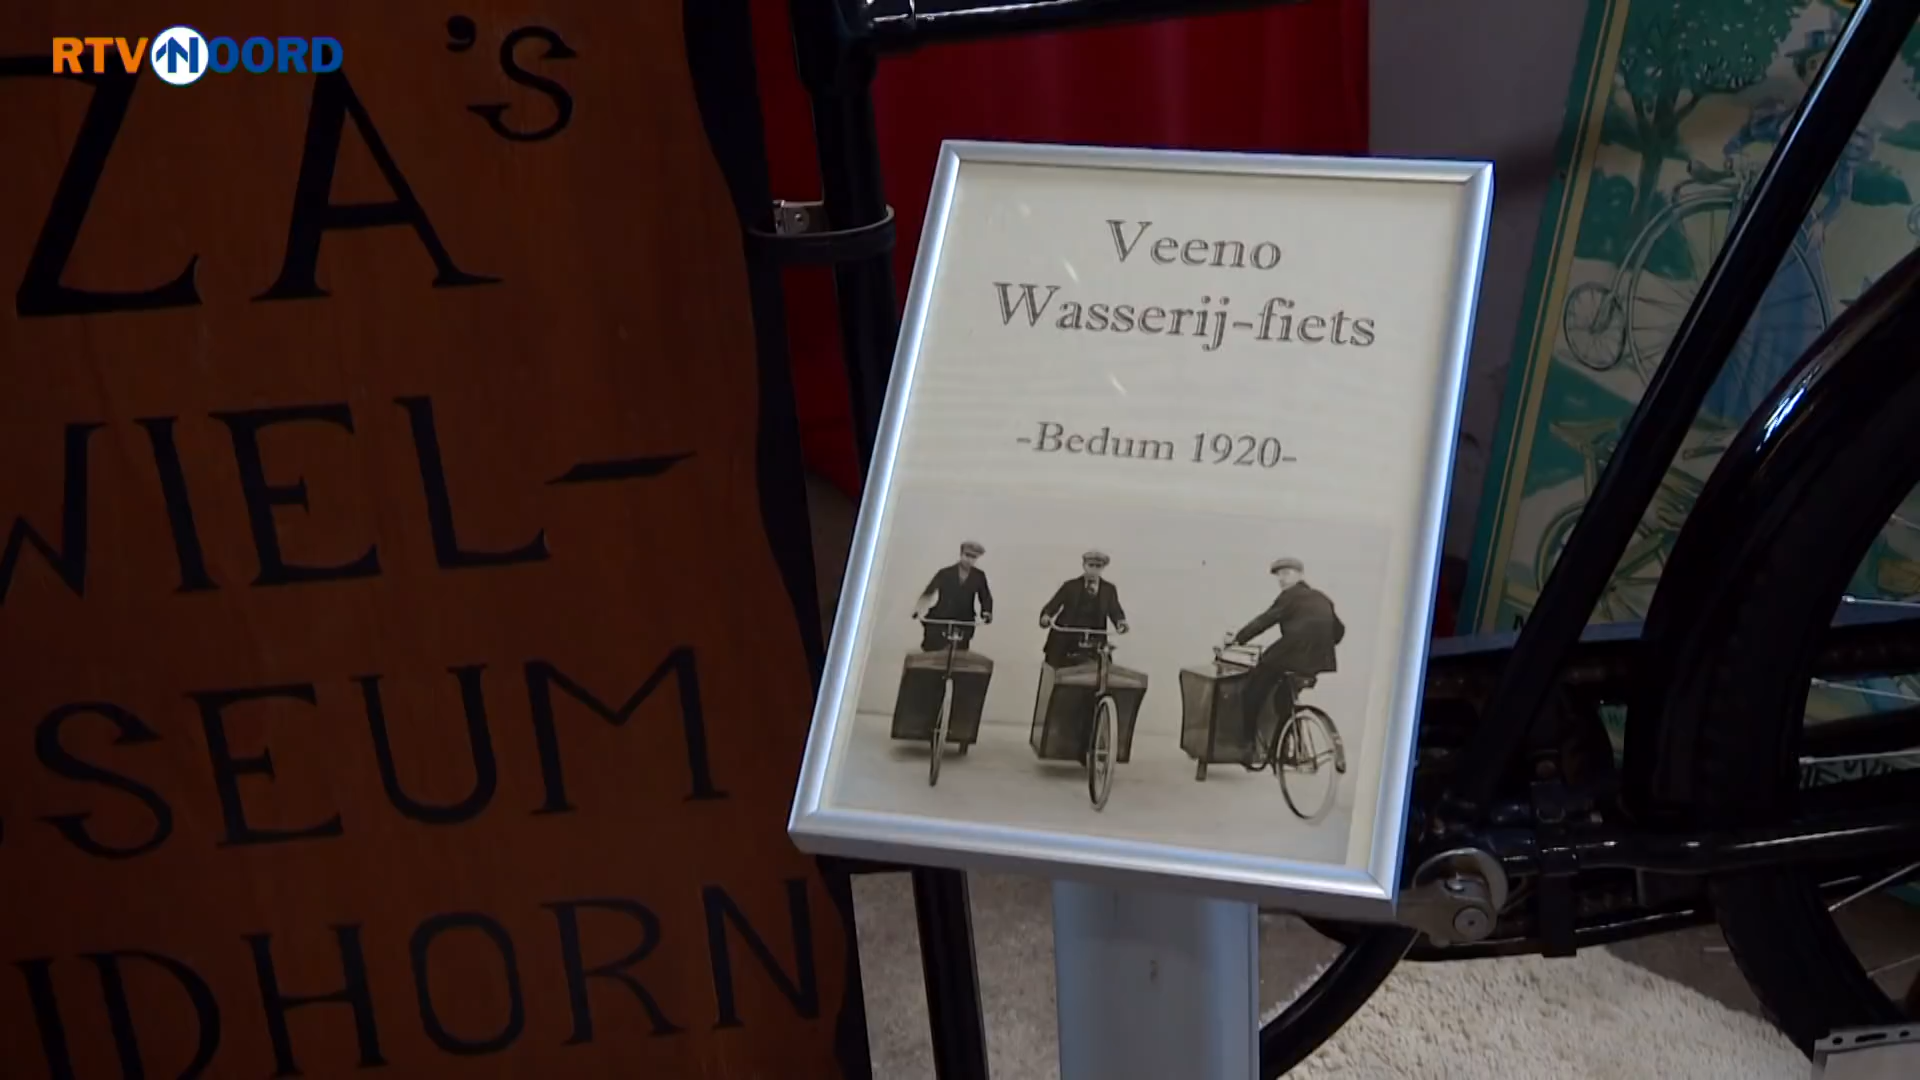 RTV NOORD
ZA'S
WIEL-
SEUM
IDHORN
Veeno
Wasserij-fiets
-Bedum 1920-